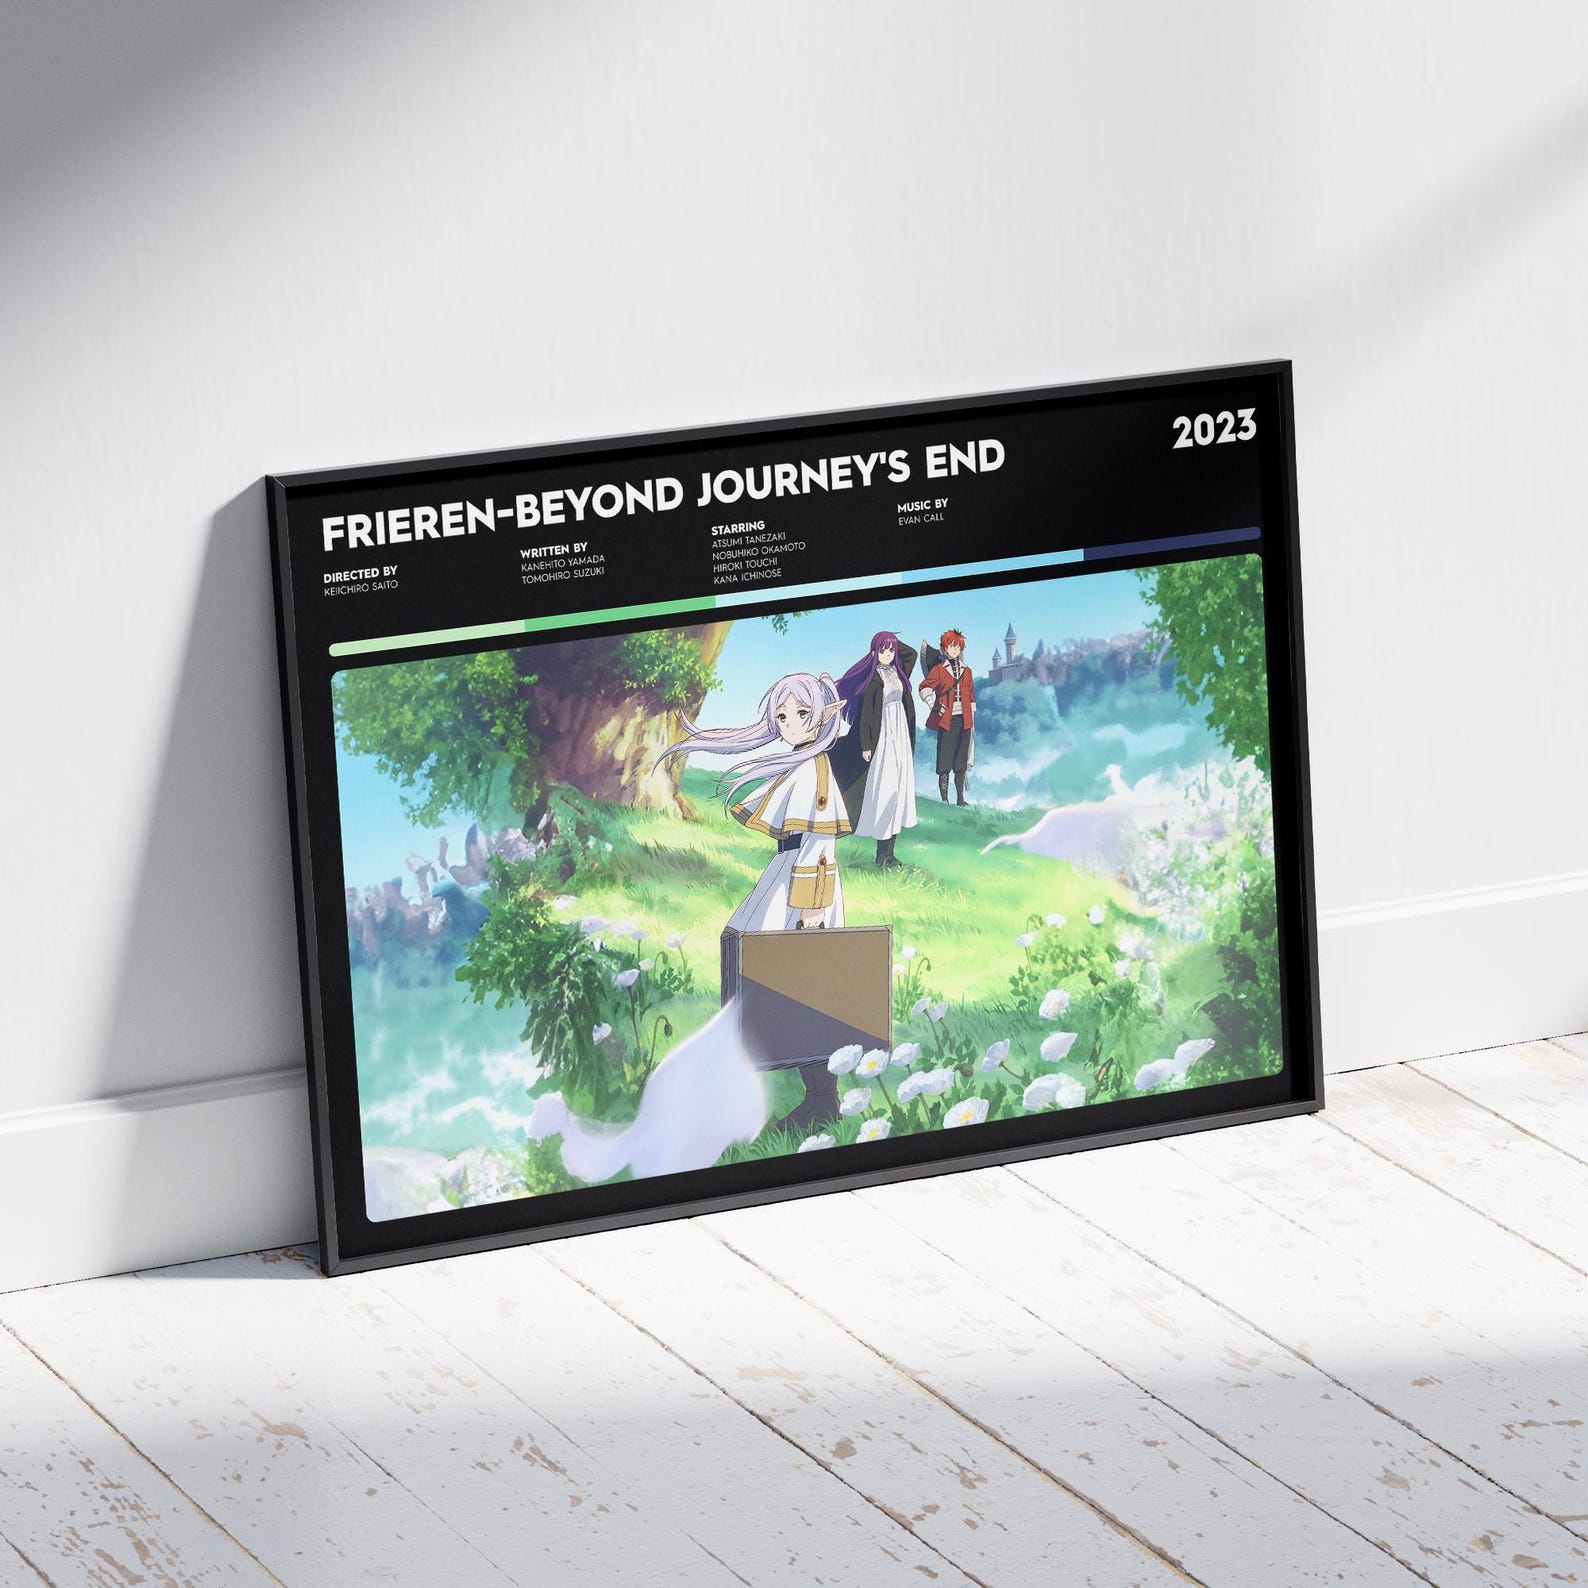 FRIEREN-BEYOND JOURNEY'S END
2023
DIRECTED BY
KEIICHIRO SAITO
WRITTEN BY
KANEHITO YAMADA
TOMOHIRO SUZUKI
STARRING
ATSUMI TANEZAKI
NOBUHIKO OKAMOTO
HIROKI TOUCHI
KANA ICHINOSE
MUSIC BY
EVAN CALL